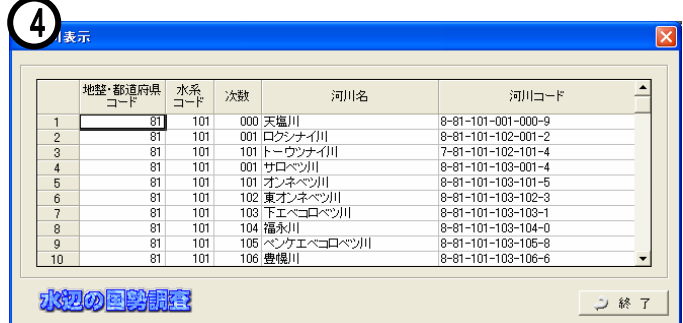 ④
表示
地整・都道府県コード 水系コード 次数 河川名 河川コード
1 81 101 000 天塩川 8-81-101-001-000-9
2 81 101 001 ロクシナイ川 8-81-101-102-001-2
3 81 101 101 トーウツナイ川 7-81-101-102-101-4
4 81 101 001 サロベツ川 8-81-101-103-001-4
5 81 101 101 オンネベツ川 8-81-101-103-101-5
6 81 101 102 東オンネベツ川 8-81-101-103-102-3
7 81 101 103 下エベコロベツ川 8-81-101-103-103-1
8 81 101 104 福永川 8-81-101-103-104-0
9 81 101 105 ペンケエベコロベツ川 8-81-101-103-105-8
10 81 101 106 豊幌川 8-81-101-103-106-6
水辺の国勢調査
終了